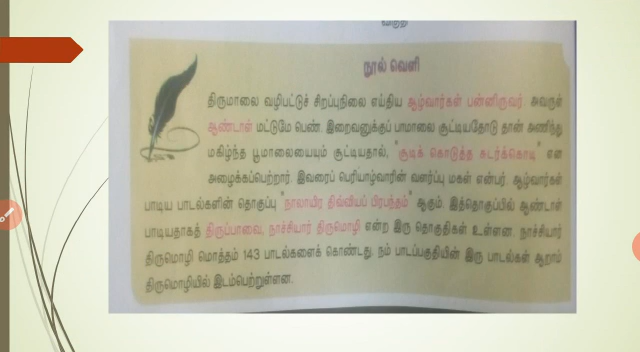 நூல் வெளி
திருமாலை வழிபட்டுச் சிறப்புநிலை எய்திய ஆழ்வார்கள் பன்னிருவர். அவருள்
ஆண்டாள் மட்டுமே பெண். இறைவனுக்குப் பாமாலை சூட்டியதோடு தான் அணிந்து
மகிழ்ந்த பூமாலையையும் சூட்டியதால், "சூடிக் கொடுத்த சுடர்க்கொடி" என
அழைக்கப்பெற்றார். இவரைப் பெரியாழ்வாரின் வளர்ப்பு மகள் என்பர். ஆழ்வார்கள்
பாடிய பாடல்களின் தொகுப்பு "நாலாயிர திவ்வியப் பிரபந்தம்" ஆகும். இத்தொகுப்பில் ஆண்டாள்
பாடியதாகத் திருப்பாவை, நாச்சியார் திருமொழி என்ற இரு தொகுதிகள் உள்ளன. நாச்சியார்
திருமொழி மொத்தம் 143 பாடல்களைக் கொண்டது. நம் பாடப்பகுதியின் இரு பாடல்கள் ஆறாம்
திருமொழியில் இடம்பெற்றுள்ளன.